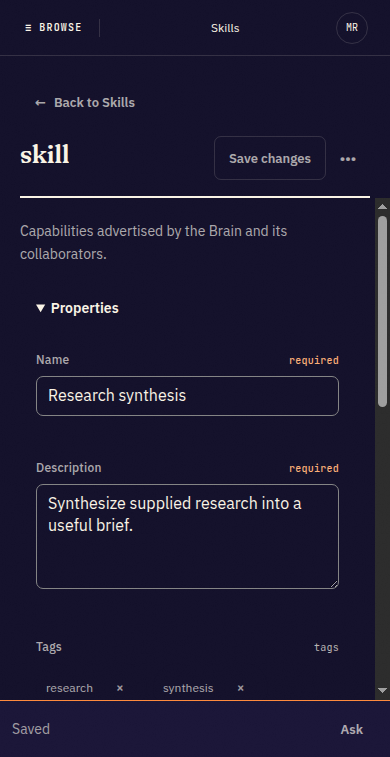 ≡ BROWSE
Skills
MR
← Back to Skills
skill
Save changes
•••
Capabilities advertised by the Brain and its
collaborators.
▼ Properties
Name
required
Research synthesis
Description
required
Synthesize supplied research into a
useful brief.
Tags
tags
research × synthesis ×
Saved
Ask